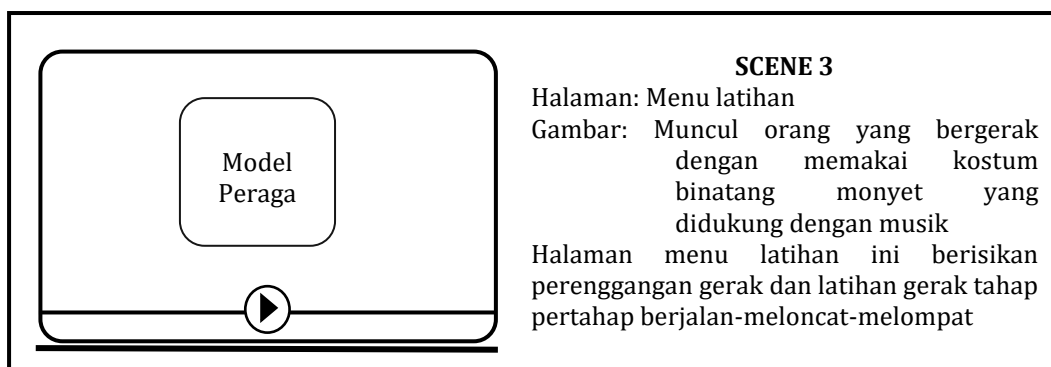 Model
Peraga
SCENE 3
Halaman: Menu latihan
Gambar: Muncul orang yang bergerak
dengan memakai kostum
binatang monyet yang
didukung dengan musik
Halaman menu latihan ini berisikan
perenggangan gerak dan latihan gerak tahap
pertahap berjalan-meloncat-melompat